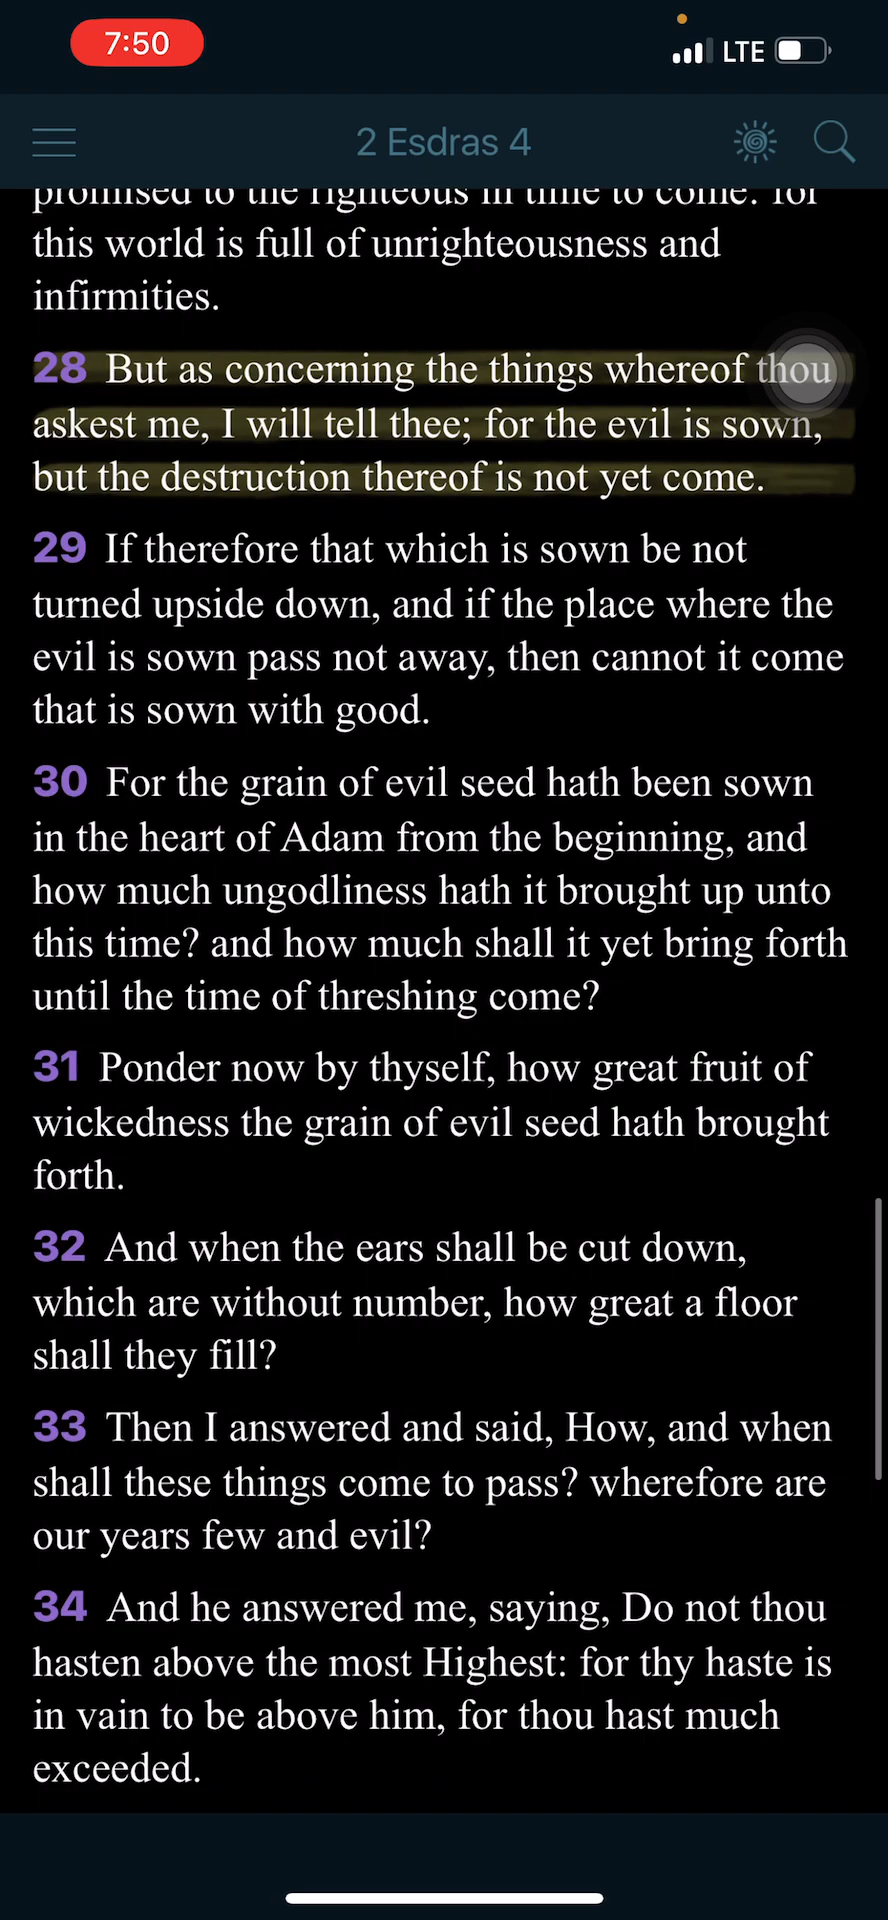 7:50
LTE
2 Esdras 4
promised to the righteous in time to come: for
this world is full of unrighteousness and
infirmities.
28 But as concerning the things whereof thou
askest me, I will tell thee; for the evil is sown,
but the destruction thereof is not yet come.
29 If therefore that which is sown be not
turned upside down, and if the place where the
evil is sown pass not away, then cannot it come
that is sown with good.
30 For the grain of evil seed hath been sown
in the heart of Adam from the beginning, and
how much ungodliness hath it brought up unto
this time? and how much shall it yet bring forth
until the time of threshing come?
31 Ponder now by thyself, how great fruit of
wickedness the grain of evil seed hath brought
forth.
32 And when the ears shall be cut down,
which are without number, how great a floor
shall they fill?
33 Then I answered and said, How, and when
shall these things come to pass? wherefore are
our years few and evil?
34 And he answered me, saying, Do not thou
hasten above the most Highest: for thy haste is
in vain to be above him, for thou hast much
exceeded.